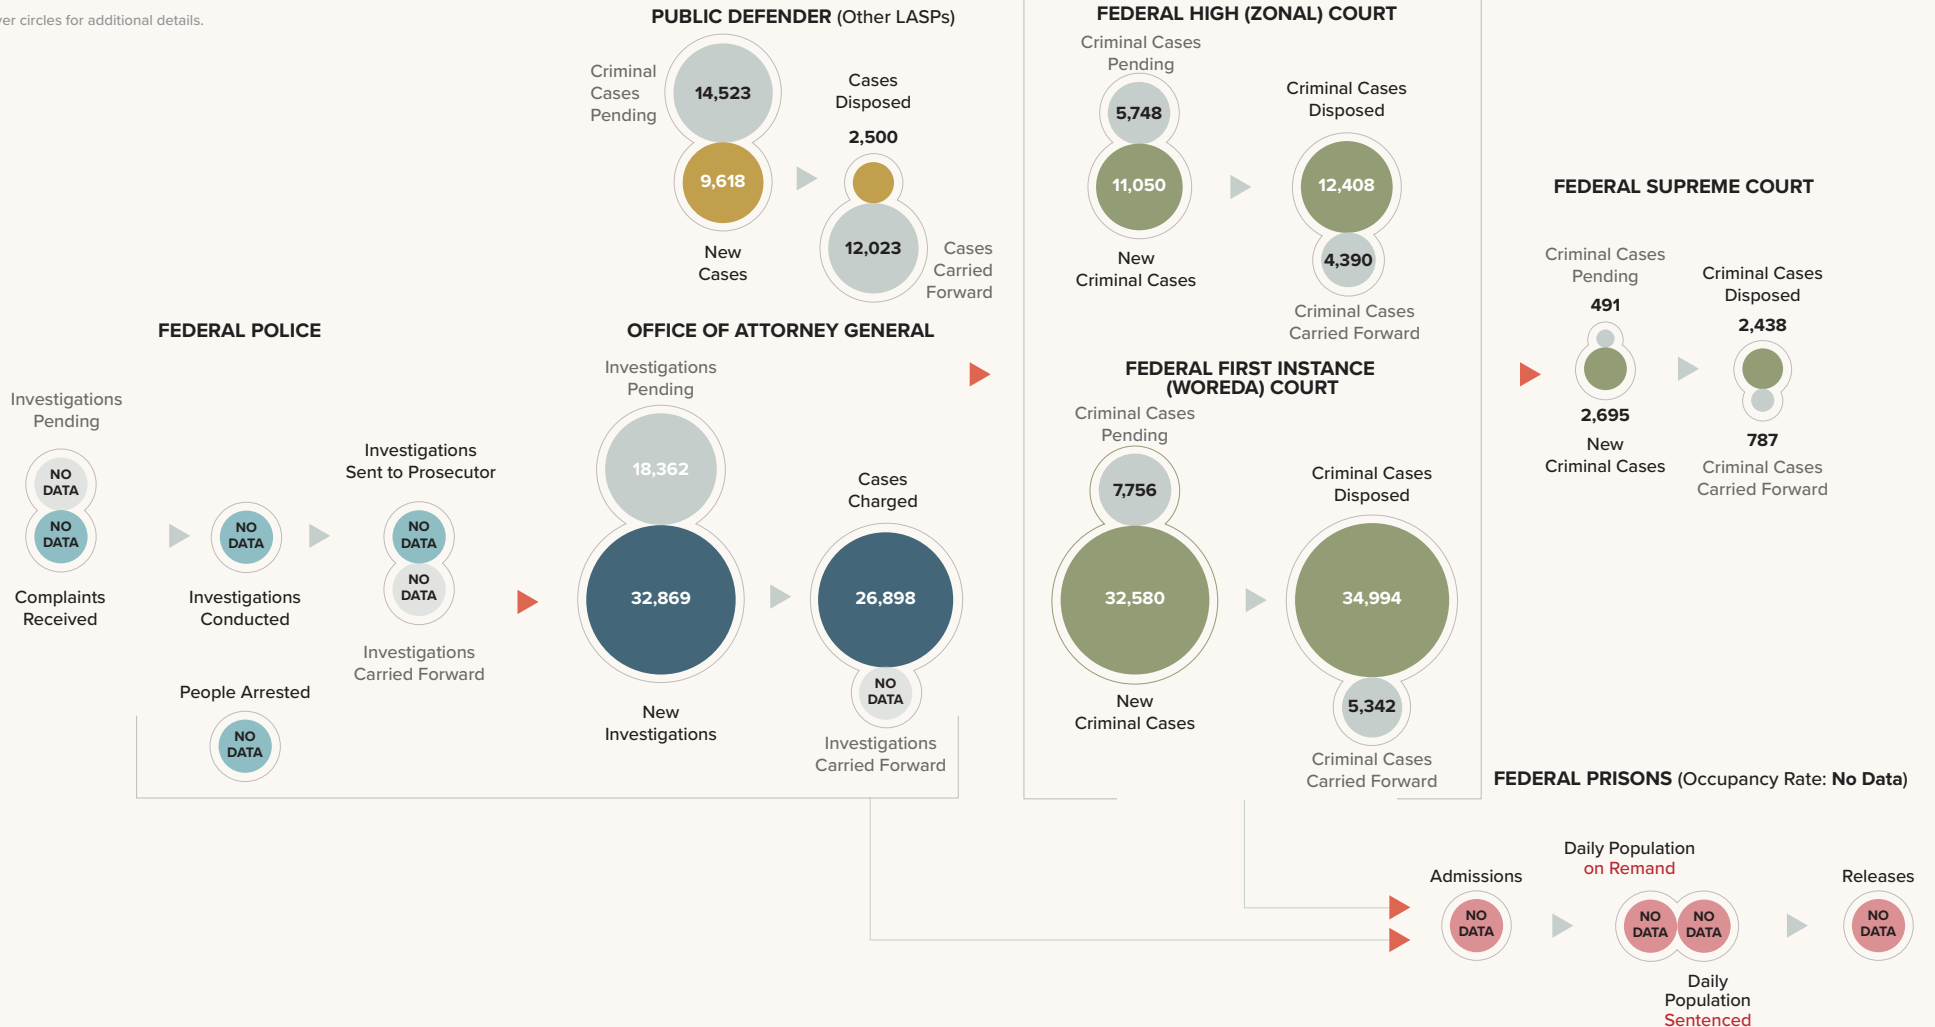 er circles for additional details.
PUBLIC DEFENDER (Other LASPs)
Criminal
Cases
Pending
14,523
9,618
New
Cases
Cases
Disposed
2,500
12,023
Cases
Carried
Forward
FEDERAL HIGH (ZONAL) COURT
Criminal Cases
Pending
5,748
11,050
New
Criminal Cases
Criminal Cases
Disposed
12,408
4,390
Criminal Cases
Carried Forward
FEDERAL SUPREME COURT
Criminal Cases
Pending
491
2,695
New
Criminal Cases
Criminal Cases
Disposed
2,438
787
Criminal Cases
Carried Forward
FEDERAL POLICE
Investigations
Pending
NO
DATA
NO
DATA
Complaints
Received
NO
DATA
Investigations
Conducted
Investigations
Sent to Prosecutor
NO
DATA
NO
DATA
Investigations
Carried Forward
People Arrested
NO
DATA
OFFICE OF ATTORNEY GENERAL
Investigations
Pending
18,362
32,869
New
Investigations
Cases
Charged
26,898
NO
DATA
Investigations
Carried Forward
FEDERAL FIRST INSTANCE
(WOREDA) COURT
Criminal Cases
Pending
7,756
32,580
New
Criminal Cases
Criminal Cases
Disposed
34,994
5,342
Criminal Cases
Carried Forward
FEDERAL PRISONS (Occupancy Rate: No Data)
Admissions
NO
DATA
Daily Population
on Remand
NO
DATA
NO
DATA
Daily
Population
Sentenced
Releases
NO
DATA